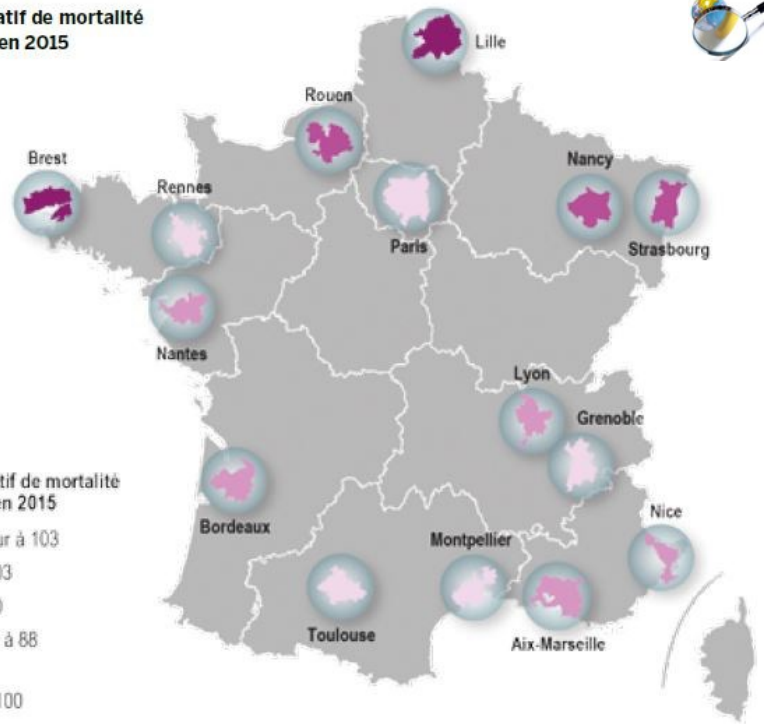 atif de mortalité
en 2015
Lille
Rouen
Brest
Rennes
Nancy
Paris
Strasbourg
Nantes
Lyon
Grenoble
tif de mortalité
en 2015
ur à 103
03
Bordeaux
Montpellier
Nice
à 88
Toulouse
Aix-Marseille
100